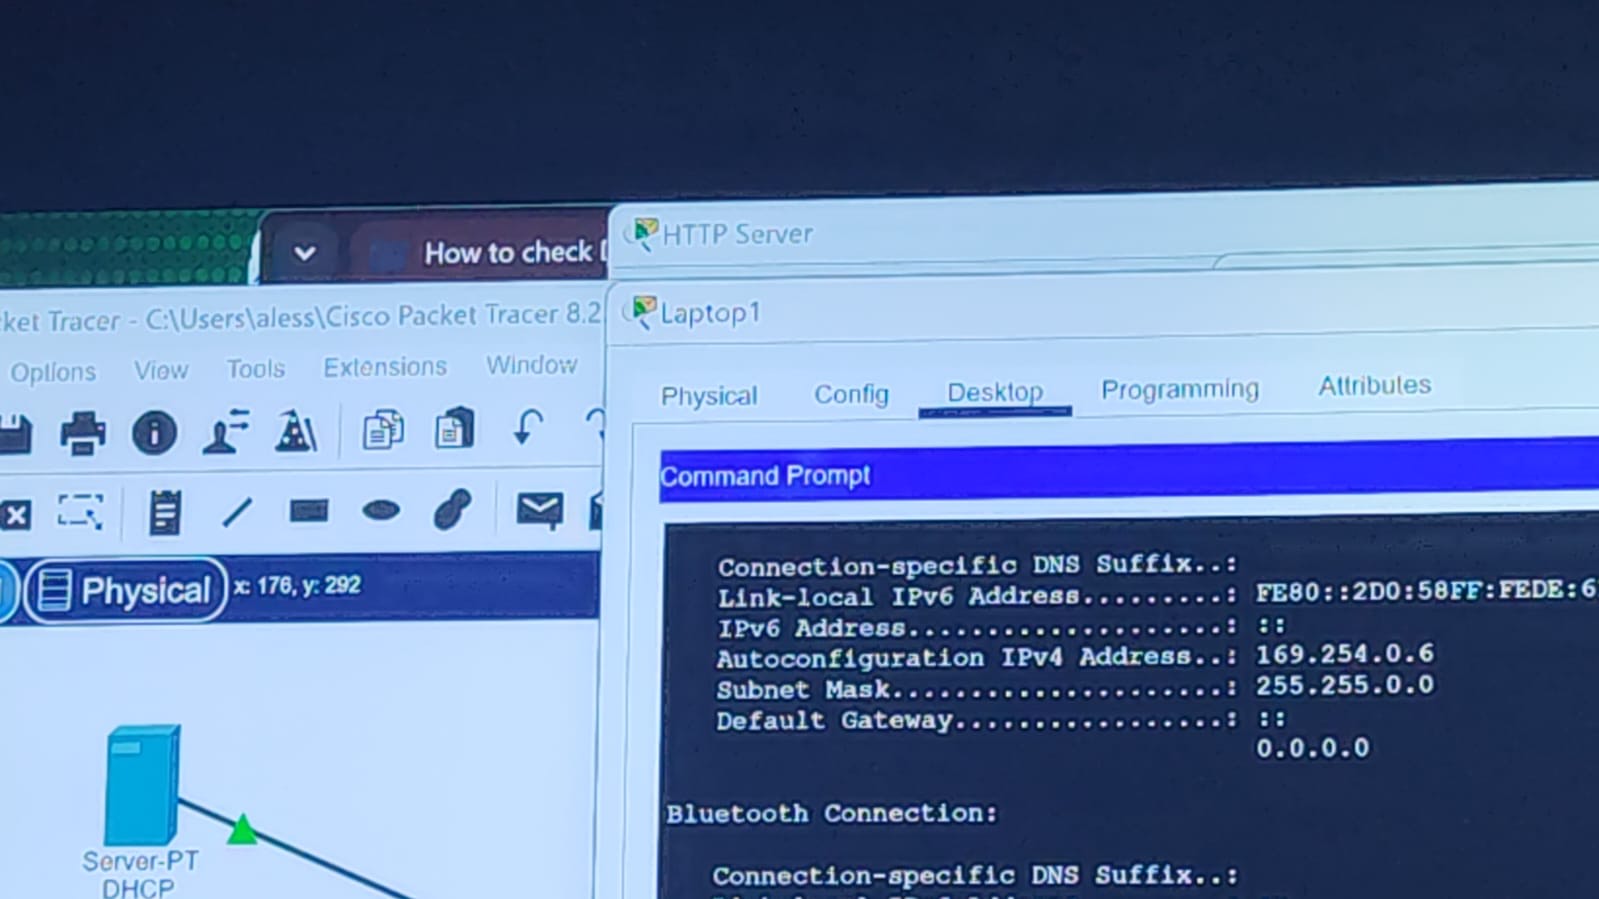 How to check
HTTP Server
ket Tracer - C:\Users\aless\Cisco Packet Tracer 8.2
Laptop1
Options View Tools Extensions Window
Physical Config Desktop Programming Attributes
Command Prompt
Physical x: 176, y: 292
Connection-specific DNS Suffix..:
Link-local IPv6 Address.........: FE80::2D0:58FF:FEDE:6
IPv6 Address....................: ::
Autoconfiguration IPv4 Address..: 169.254.0.6
Subnet Mask.....................: 255.255.0.0
Default Gateway.................: ::
0.0.0.0
Bluetooth Connection:
Connection-specific DNS Suffix..:
Server-PT
DHCP